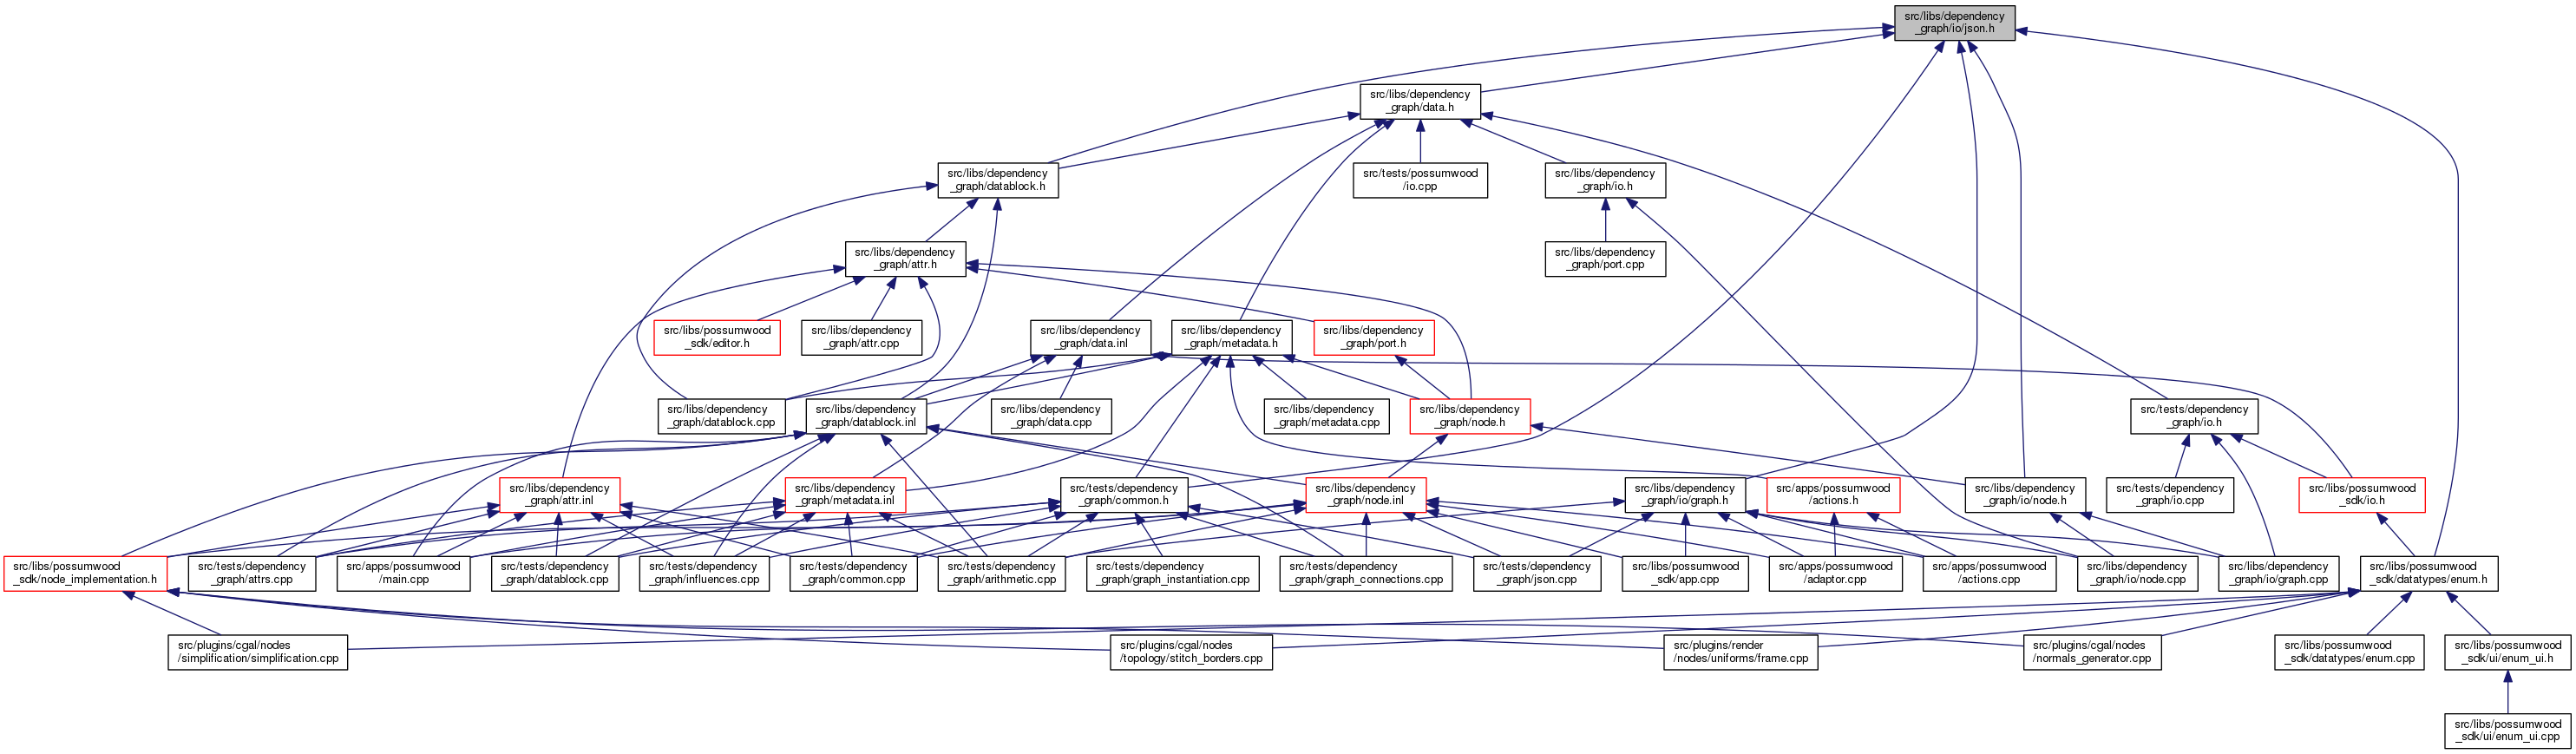 src/libs/dependency
_graph/io/json.h
src/libs/dependency
_graph/data.h
src/libs/dependency
_graph/datablock.h
src/tests/possumwood
/io.cpp
src/libs/dependency
_graph/io.h
src/libs/dependency
_graph/attr.h
src/libs/dependency
_graph/port.cpp
src/libs/possumwood
_sdk/editor.h
src/libs/dependency
_graph/attr.cpp
src/libs/dependency
_graph/data.inl
src/libs/dependency
_graph/metadata.h
src/libs/dependency
_graph/port.h
src/libs/dependency
_graph/datablock.cpp
src/libs/dependency
_graph/datablock.inl
src/libs/dependency
_graph/data.cpp
src/libs/dependency
_graph/metadata.cpp
src/libs/dependency
_graph/node.h
src/tests/dependency
_graph/io.h
src/libs/dependency
_graph/attr.inl
src/libs/dependency
_graph/metadata.inl
src/tests/dependency
_graph/common.h
src/libs/dependency
_graph/node.inl
src/libs/dependency
_graph/io/graph.h
src/apps/possumwood
/actions.h
src/libs/dependency
_graph/io/node.h
src/tests/dependency
_graph/io.cpp
src/libs/possumwood
_sdk/io.h
src/libs/possumwood
_sdk/node_implementation.h
src/tests/dependency
_graph/attrs.cpp
src/apps/possumwood
/main.cpp
src/tests/dependency
_graph/datablock.cpp
src/tests/dependency
_graph/influences.cpp
src/tests/dependency
_graph/common.cpp
src/tests/dependency
_graph/arithmetic.cpp
src/tests/dependency
_graph/graph_instantiation.cpp
src/tests/dependency
_graph/graph_connections.cpp
src/tests/dependency
_graph/json.cpp
src/libs/possumwood
_sdk/app.cpp
src/apps/possumwood
/adaptor.cpp
src/apps/possumwood
/actions.cpp
src/libs/dependency
_graph/io/node.cpp
src/libs/dependency
_graph/io/graph.cpp
src/libs/possumwood
_sdk/datatypes/enum.h
src/plugins/cgal/nodes
/simplification/simplification.cpp
src/plugins/cgal/nodes
/topology/stitch_borders.cpp
src/plugins/render
/nodes/uniforms/frame.cpp
src/plugins/cgal/nodes
/normals_generator.cpp
src/libs/possumwood
_sdk/datatypes/enum.cpp
src/libs/possumwood
_sdk/ui/enum_ui.h
src/libs/possumwood
_sdk/ui/enum_ui.cpp